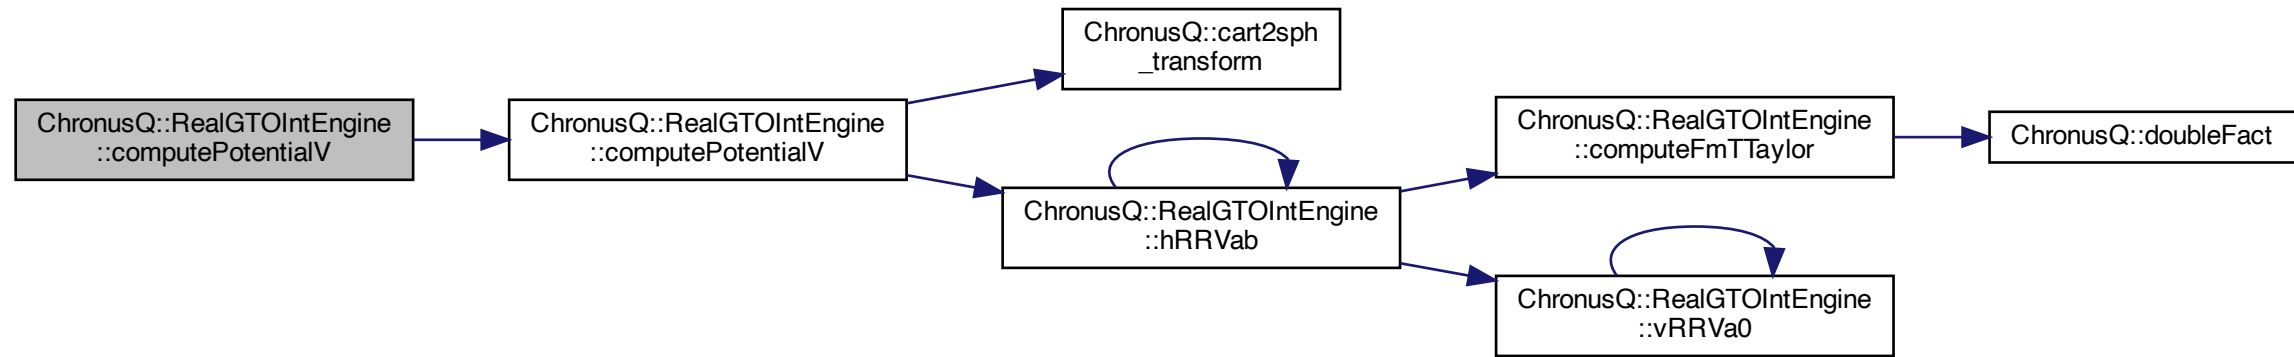 ChronusQ::RealGTOIntEngine
::computePotentialV
ChronusQ::RealGTOIntEngine
::computePotentialV
ChronusQ::cart2sph
_transform
ChronusQ::RealGTOIntEngine
::hRRVab
ChronusQ::RealGTOIntEngine
::computeFmTTaylor
ChronusQ::doubleFact
ChronusQ::RealGTOIntEngine
::vRRVa0